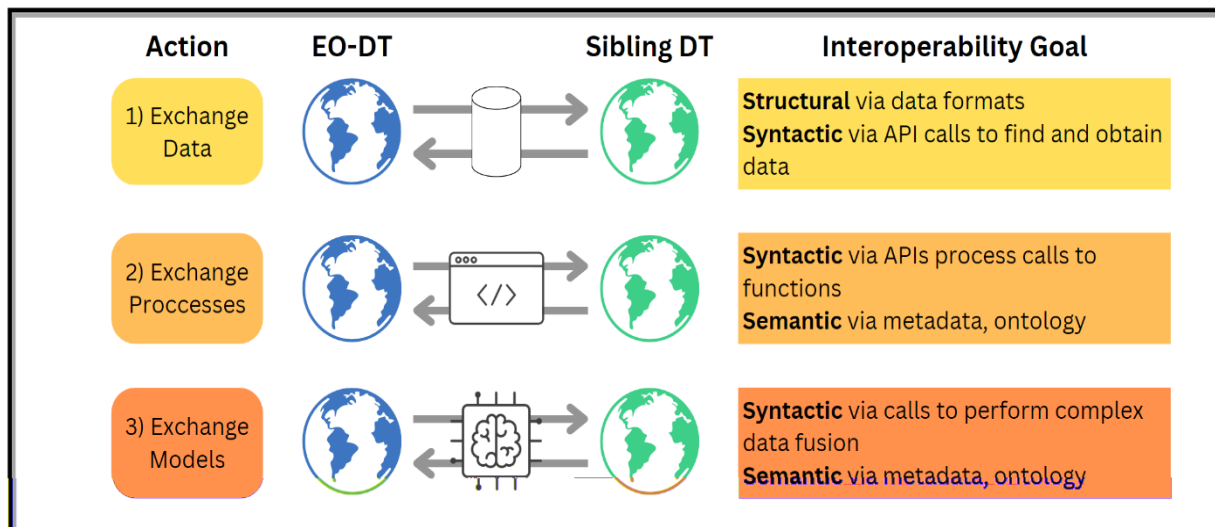 Action
EO-DT
Sibling DT
Interoperability Goal
1) Exchange
Data
Structural via data formats
Syntactic via API calls to find and obtain
data
2) Exchange
Proccesses
</>
Syntactic via APIs process calls to
functions
Semantic via metadata, ontology
3) Exchange
Models
Syntactic via calls to perform complex
data fusion
Semantic via metadata, ontology